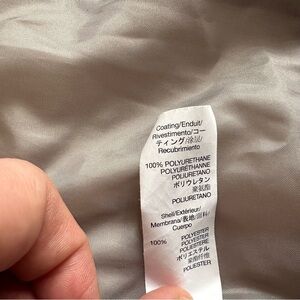 Coating/Enduit/
Rivestimento/コー
ティング/涂层/
Recubrimiento
100% POLYURETHANE
POLYURÉTHANNE
POLIURETANO
ポリウレタン
聚氨酯
POLIURETANO
Shell/Extérieur/
Membrana/表地/面料/
Cuerpo
100% POLYESTER
POLYESTER
POLIESTERE
ポリエステル
聚酯纤维
POLIESTER